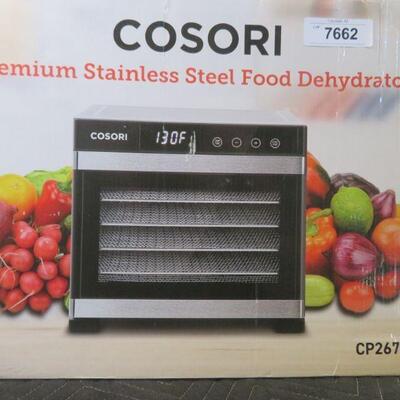 COSORI
7662
emium Stainless Steel Food Dehydrato
COSORI
130F
CP267